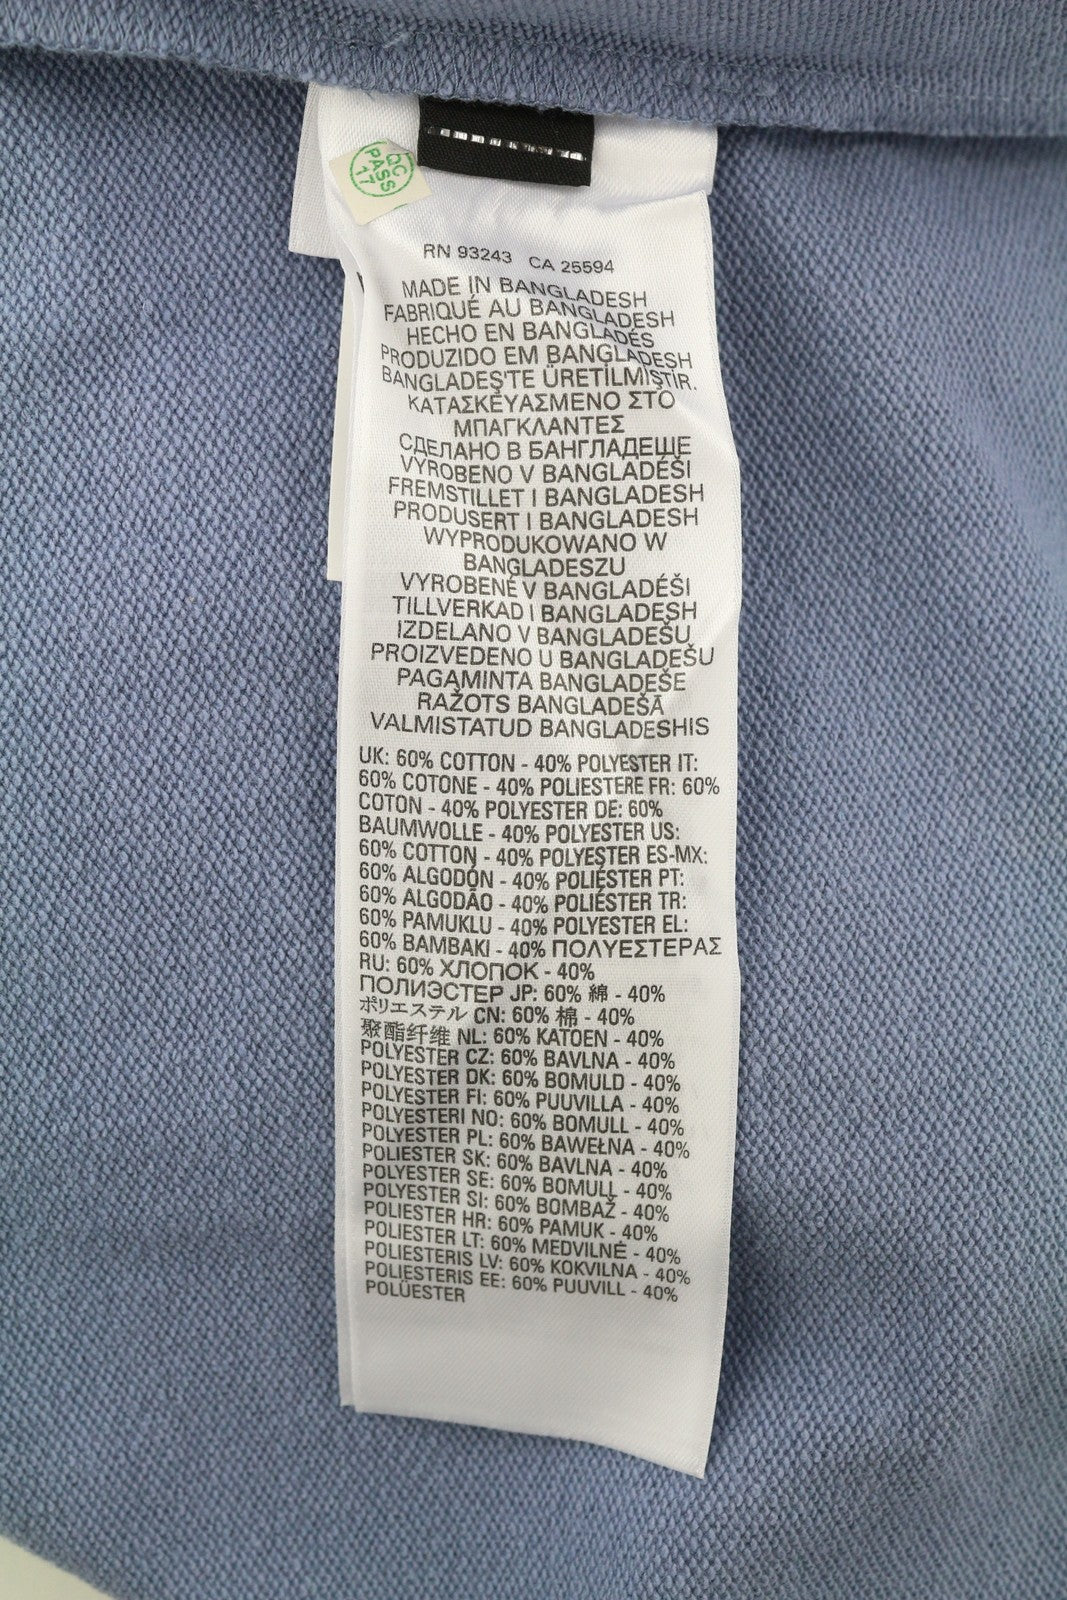 QC
PASS
17
RN 93243 CA 25594
MADE IN BANGLADESH
FABRIQUÉ AU BANGLADESH
HECHO EN BANGLADÉS
PRODUZIDO EM BANGLADESH
BANGLADEŞ'TE ÜRETİLMİŞTİR.
ΚΑΤΑΣΚΕΥΑΣΜΕΝΟ ΣΤΟ
ΜΠΑΓΚΛΑΝΤΕΣ
СДЕЛАНО В БАНГЛАДЕШЕ
VYROBENO V BANGLADÉŠI
FREMSTILLET I BANGLADESH
PRODUSERT I BANGLADESH
WYPRODUKOWANO W
BANGLADESZU
VYROBENÉ V BANGLADÉŠI
TILLVERKAD I BANGLADESH
IZDELANO V BANGLADEŠU
PROIZVEDENO U BANGLADEŠU
PAGAMINTA BANGLADEŠE
RAŽOTS BANGLADEŠĀ
VALMISTATUD BANGLADESHIS
UK: 60% COTTON - 40% POLYESTER IT:
60% COTONE - 40% POLIESTERE FR: 60%
COTON - 40% POLYESTER DE: 60%
BAUMWOLLE - 40% POLYESTER US:
60% COTTON - 40% POLYESTER ES-MX:
60% ALGODÓN - 40% POLIÉSTER PT:
60% ALGODÃO - 40% POLIÉSTER TR:
60% PAMUKLU - 40% POLYESTER EL:
60% BAMBAKI - 40% ΠΟΛΥΕΣΤΕΡΑΣ
RU: 60% ХЛОПОК - 40%
ПОЛИЭСТЕР JP: 60% 綿 - 40%
ポリエステル CN: 60% 棉 - 40%
聚酯纤维 NL: 60% KATOEN - 40%
POLYESTER CZ: 60% BAVLNA - 40%
POLYESTER DK: 60% BOMULD - 40%
POLYESTER FI: 60% PUUVILLA - 40%
POLYESTERI NO: 60% BOMULL - 40%
POLYESTER PL: 60% BAWEŁNA - 40%
POLIESTER SK: 60% BAVLNA - 40%
POLYESTER SE: 60% BOMULL - 40%
POLYESTER SI: 60% BOMBAŽ - 40%
POLIESTER HR: 60% PAMUK - 40%
POLIESTER LT: 60% MEDVILNĖ - 40%
POLIESTERIS LV: 60% KOKVILNA - 40%
POLIESTERIS EE: 60% PUUVILL - 40%
POLÜESTER